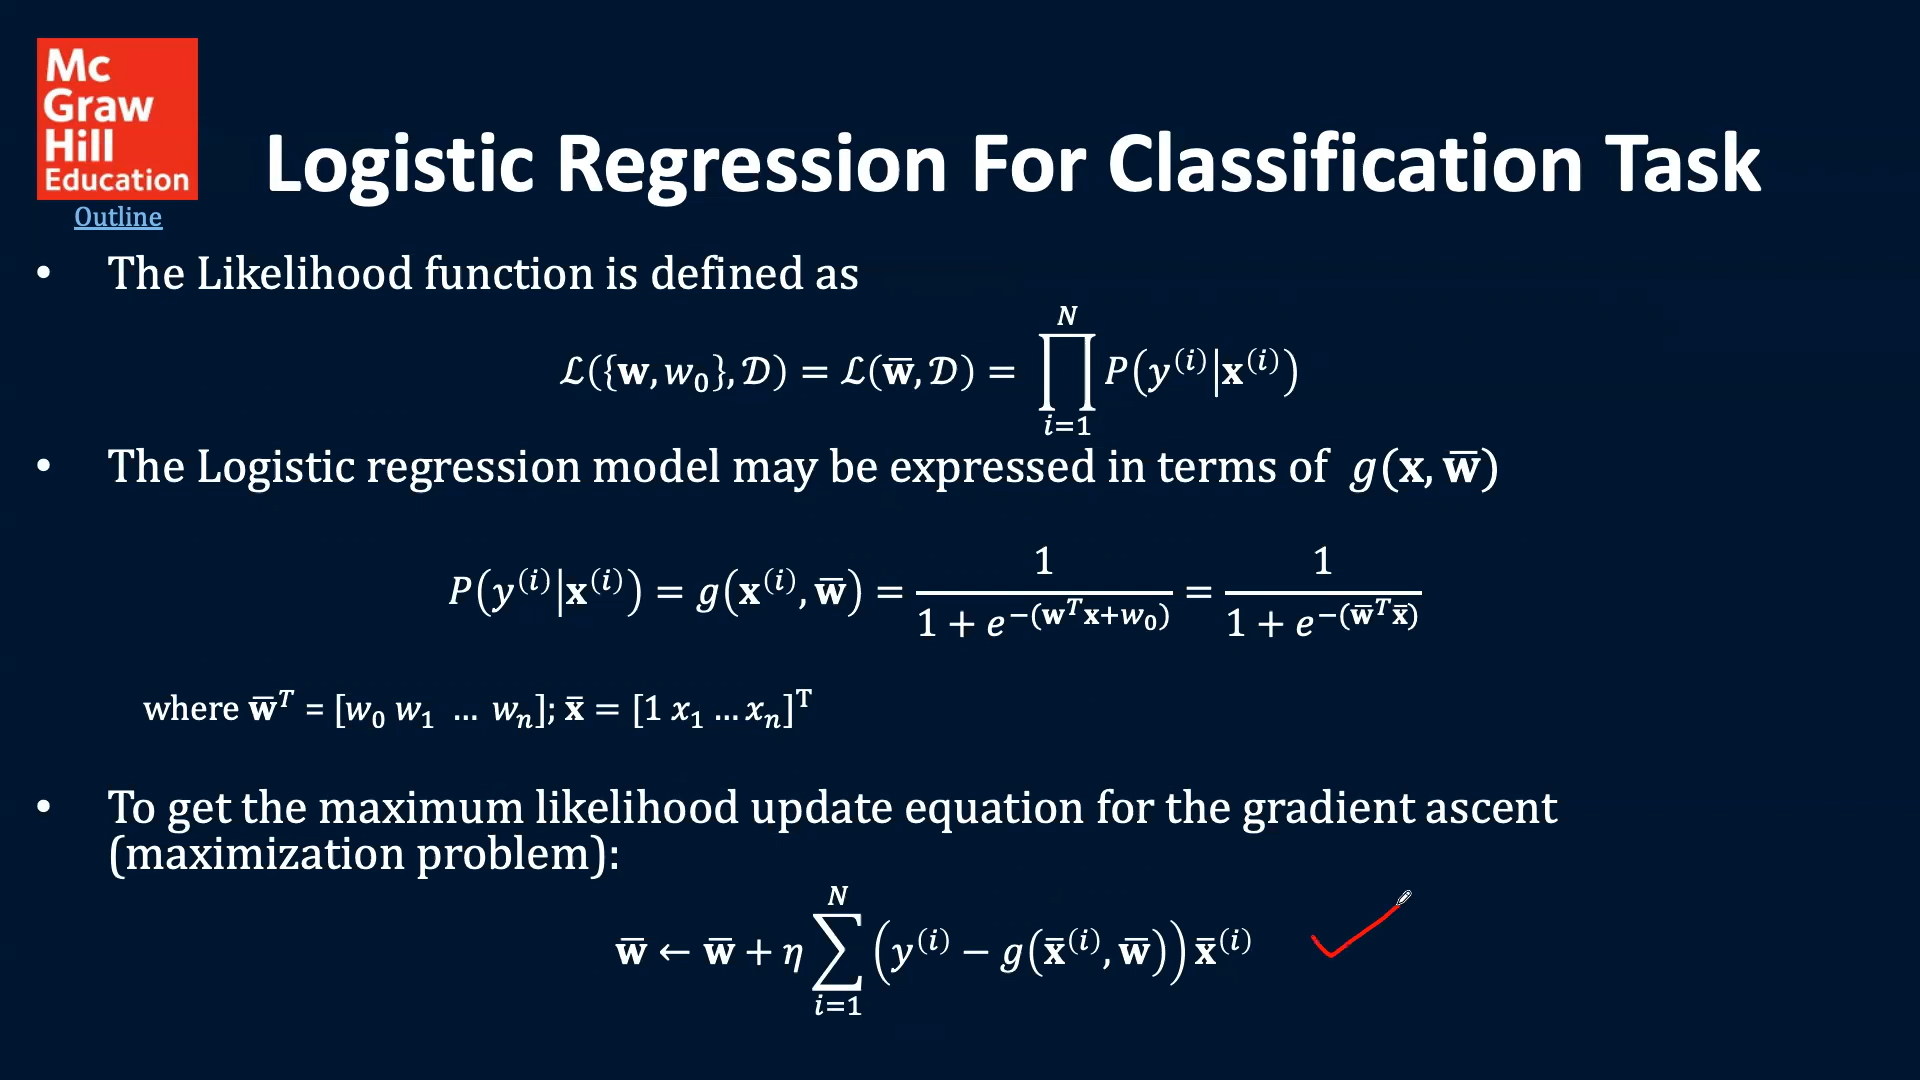 Mc
Graw
Hill
Education
Outline
Logistic Regression For Classification Task
• The Likelihood function is defined as
ℒ({𝐰, w₀}, 𝒟) = ℒ(𝐰̅, 𝒟) = ∏_{i=1}^{N} P(y⁽ⁱ⁾|𝐱⁽ⁱ⁾)
• The Logistic regression model may be expressed in terms of g(𝐱, 𝐰̅)
P(y⁽ⁱ⁾|𝐱⁽ⁱ⁾) = g(𝐱⁽ⁱ⁾, 𝐰̅) = 1 / (1 + e^{−(𝐰ᵀ𝐱+w₀)}) = 1 / (1 + e^{−(𝐰̅ᵀ𝐱̅)})
where 𝐰̅ᵀ = [w₀ w₁ … wₙ]; 𝐱̅ = [1 x₁ … xₙ]ᵀ
• To get the maximum likelihood update equation for the gradient ascent
(maximization problem):
𝐰̅ ← 𝐰̅ + η ∑_{i=1}^{N} (y⁽ⁱ⁾ − g(𝐱̅⁽ⁱ⁾, 𝐰̅)) 𝐱̅⁽ⁱ⁾